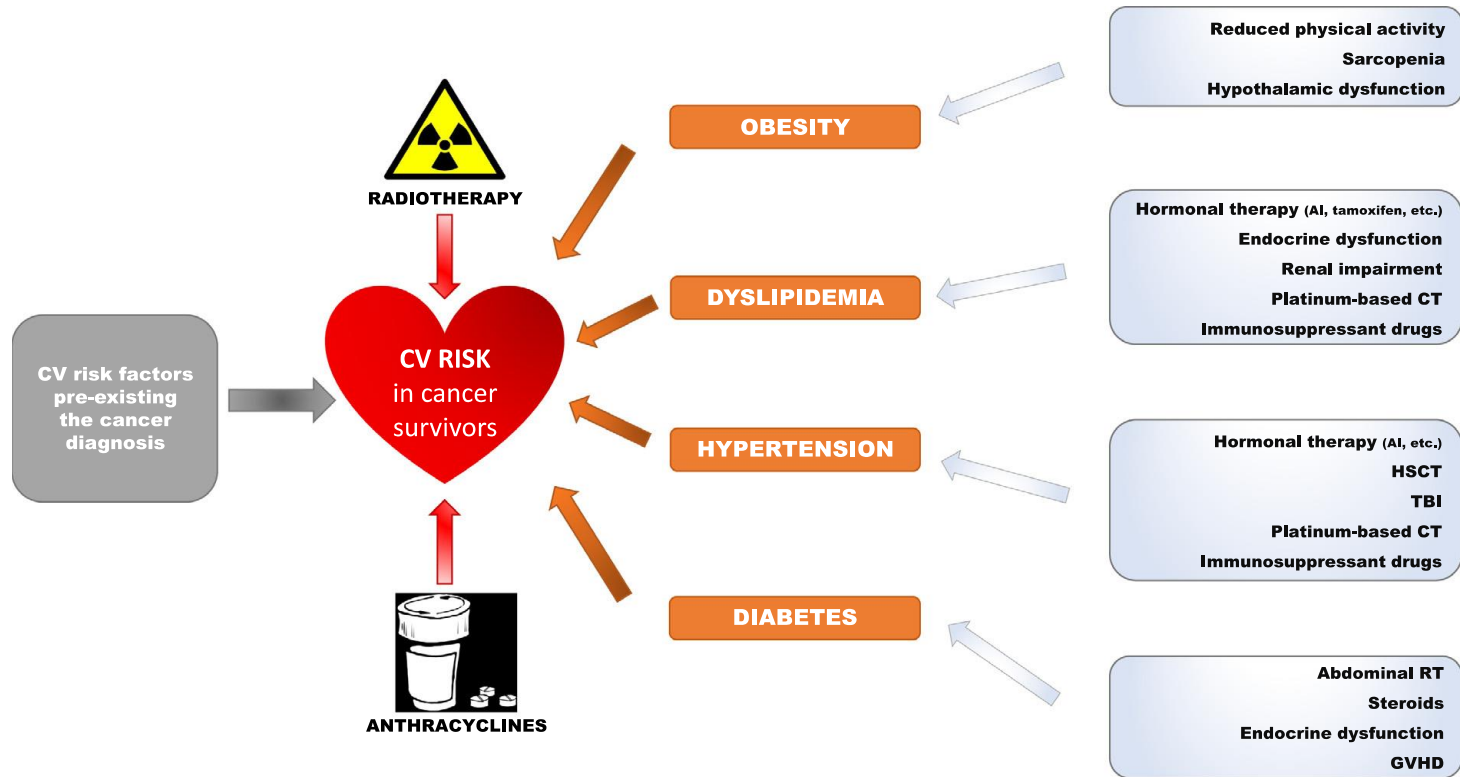 CV risk factors
pre-existing
the cancer
diagnosis
RADIOTHERAPY
CV RISK
in cancer
survivors
ANTHRACYCLINES
OBESITY
DYSLIPIDEMIA
HYPERTENSION
DIABETES
Reduced physical activity
Sarcopenia
Hypothalamic dysfunction
Hormonal therapy (AI, tamoxifen, etc.)
Endocrine dysfunction
Renal impairment
Platinum-based CT
Immunosuppressant drugs
Hormonal therapy (AI, etc.)
HSCT
TBI
Platinum-based CT
Immunosuppressant drugs
Abdominal RT
Steroids
Endocrine dysfunction
GVHD